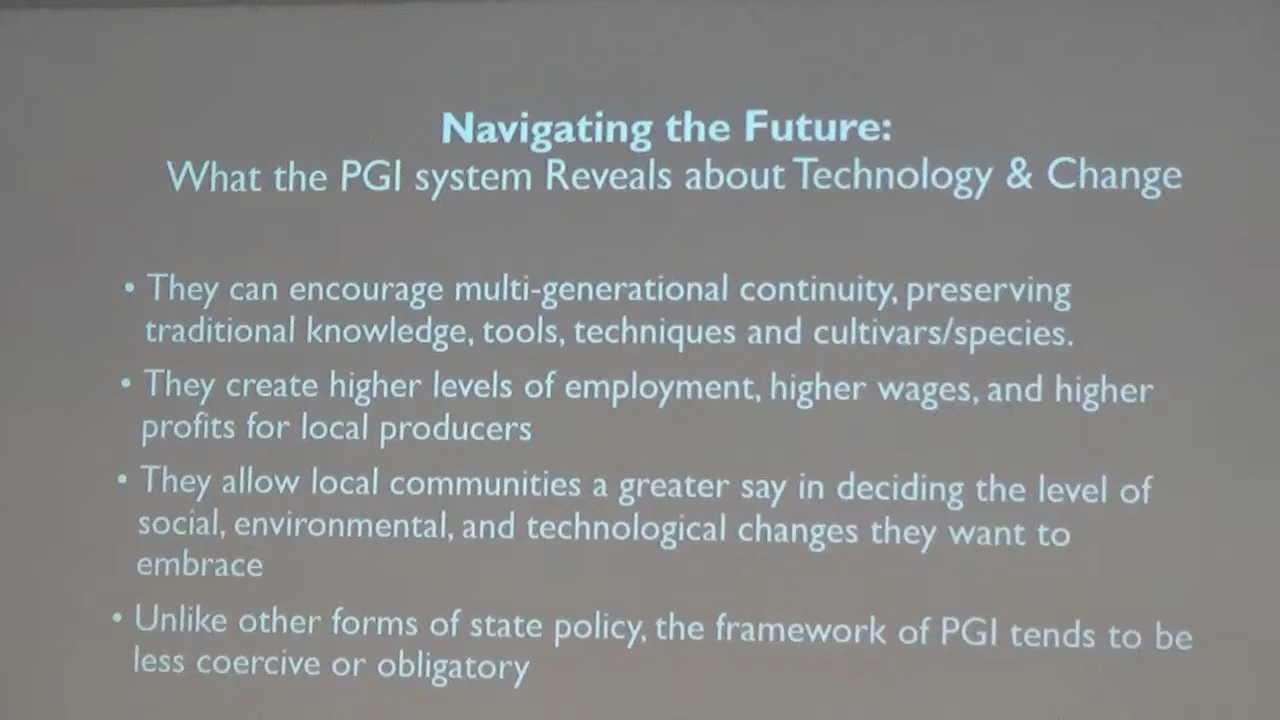 Navigating the Future:
What the PGI system Reveals about Technology & Change
• They can encourage multi-generational continuity, preserving
traditional knowledge, tools, techniques and cultivars/species.
• They create higher levels of employment, higher wages, and higher
profits for local producers
• They allow local communities a greater say in deciding the level of
social, environmental, and technological changes they want to
embrace
• Unlike other forms of state policy, the framework of PGI tends to be
less coercive or obligatory